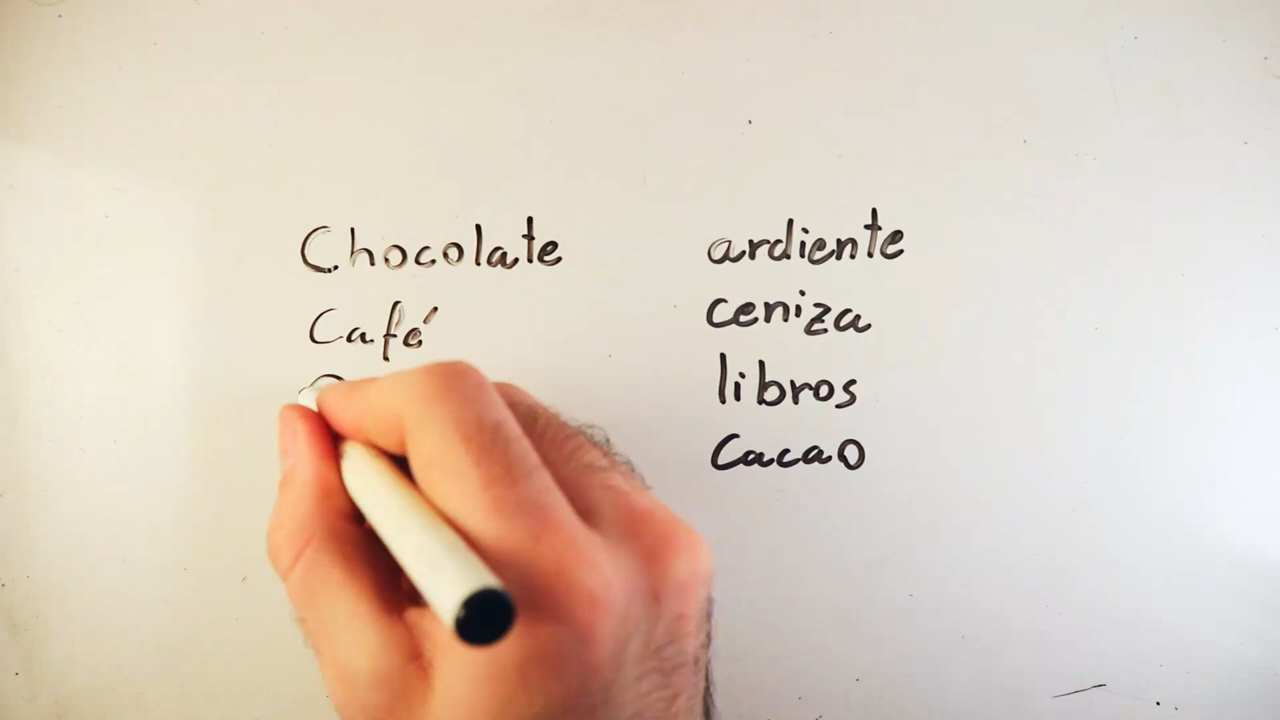 Chocolate
Café
ardiente
ceniza
libros
Cacao